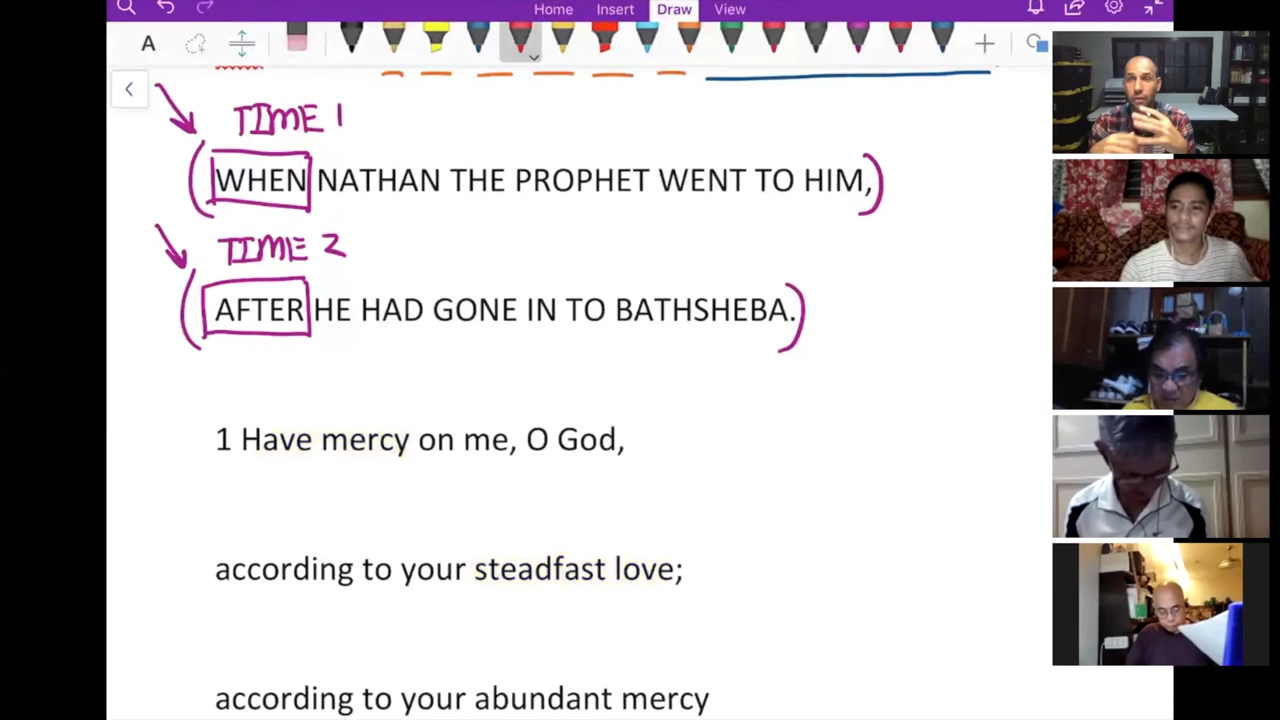 Home Insert Draw View
A
TIME 1
(WHEN NATHAN THE PROPHET WENT TO HIM,)
TIME 2
(AFTER HE HAD GONE IN TO BATHSHEBA.)
1 Have mercy on me, O God,
according to your steadfast love;
according to your abundant mercy